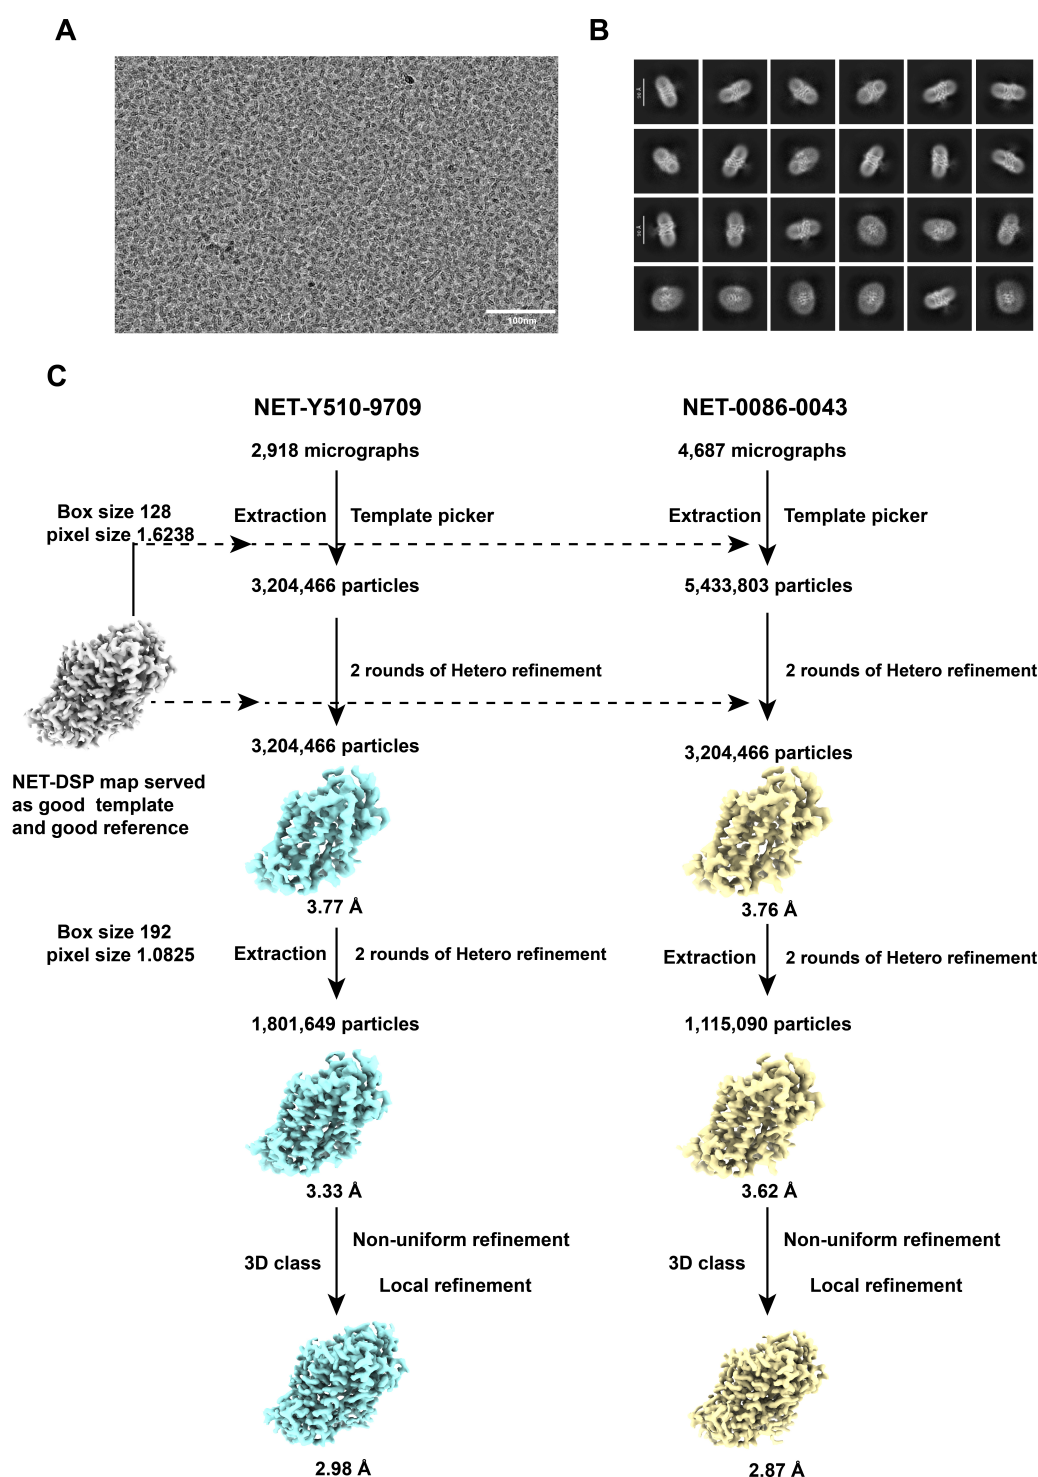 A
B
100nm
C
NET-Y510-9709
NET-0086-0043
2,918 micrographs
4,687 micrographs
Box size 128
pixel size 1.6238
Extraction
Template picker
Extraction
Template picker
3,204,466 particles
5,433,803 particles
2 rounds of Hetero refinement
2 rounds of Hetero refinement
3,204,466 particles
3,204,466 particles
NET-DSP map served
as good template
and good reference
3.77 Å
3.76 Å
Box size 192
pixel size 1.0825
Extraction
2 rounds of Hetero refinement
Extraction
2 rounds of Hetero refinement
1,801,649 particles
1,115,090 particles
3.33 Å
3.62 Å
3D class
Non-uniform refinement
Local refinement
3D class
Non-uniform refinement
Local refinement
2.98 Å
2.87 Å